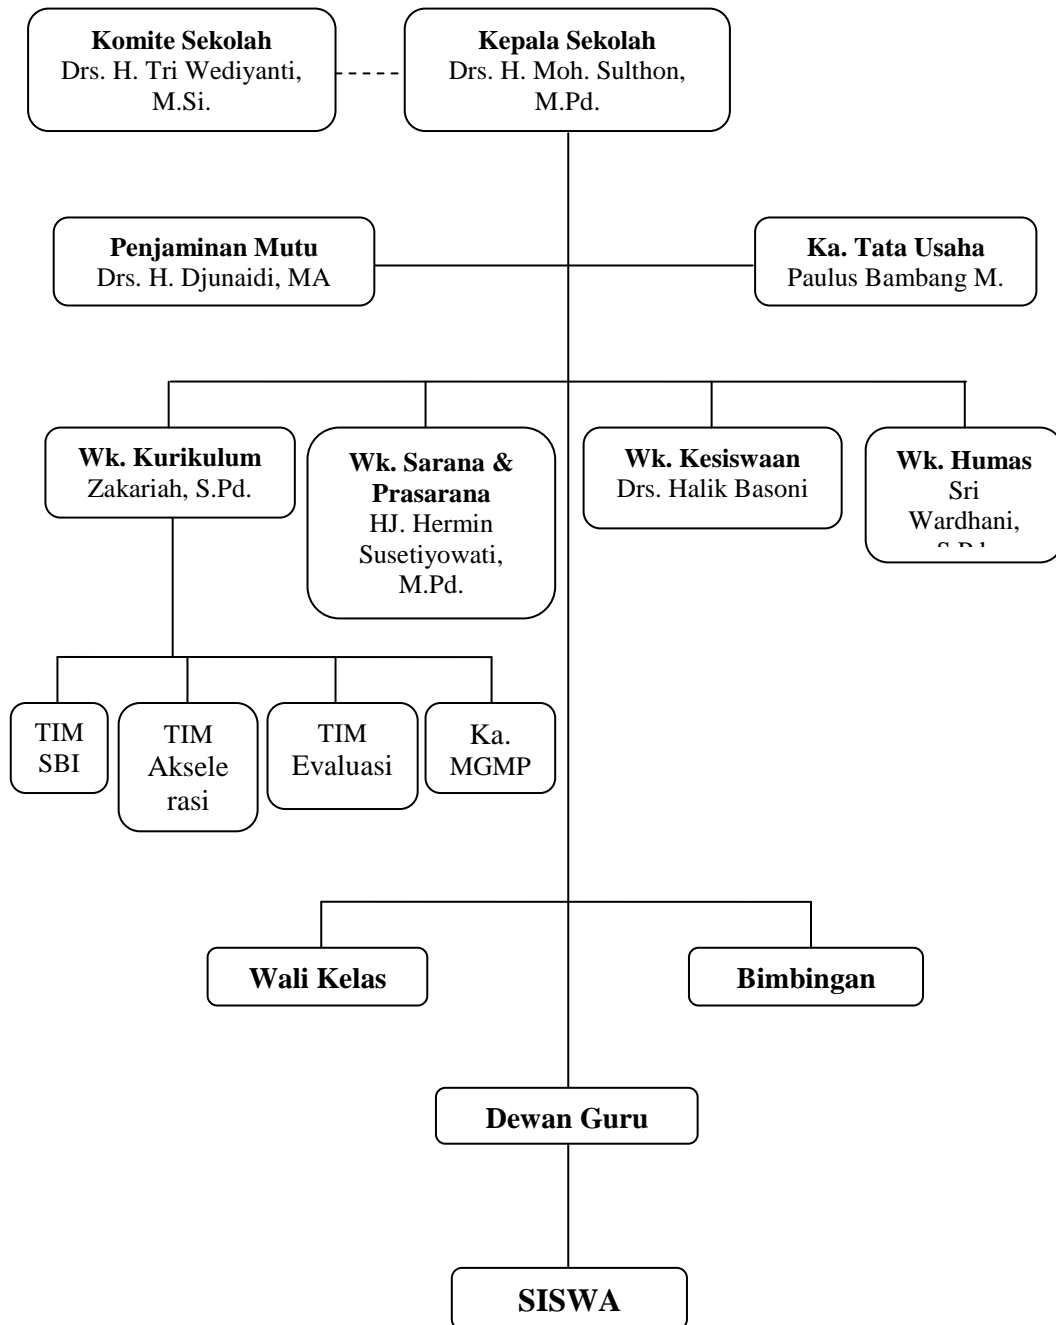 Komite Sekolah
Drs. H. Tri Wediyanti,
M.Si.
Kepala Sekolah
Drs. H. Moh. Sulthon,
M.Pd.
Penjaminan Mutu
Drs. H. Djunaidi, MA
Ka. Tata Usaha
Paulus Bambang M.
Wk. Kurikulum
Zakariah, S.Pd.
Wk. Sarana &
Prasarana
HJ. Hermin
Susetiyowati,
M.Pd.
Wk. Kesiswaan
Drs. Halik Basoni
Wk. Humas
Sri
Wardhani,
TIM
SBI
TIM
Aksele
rasi
TIM
Evaluasi
Ka.
MGMP
Wali Kelas
Bimbingan
Dewan Guru
SISWA